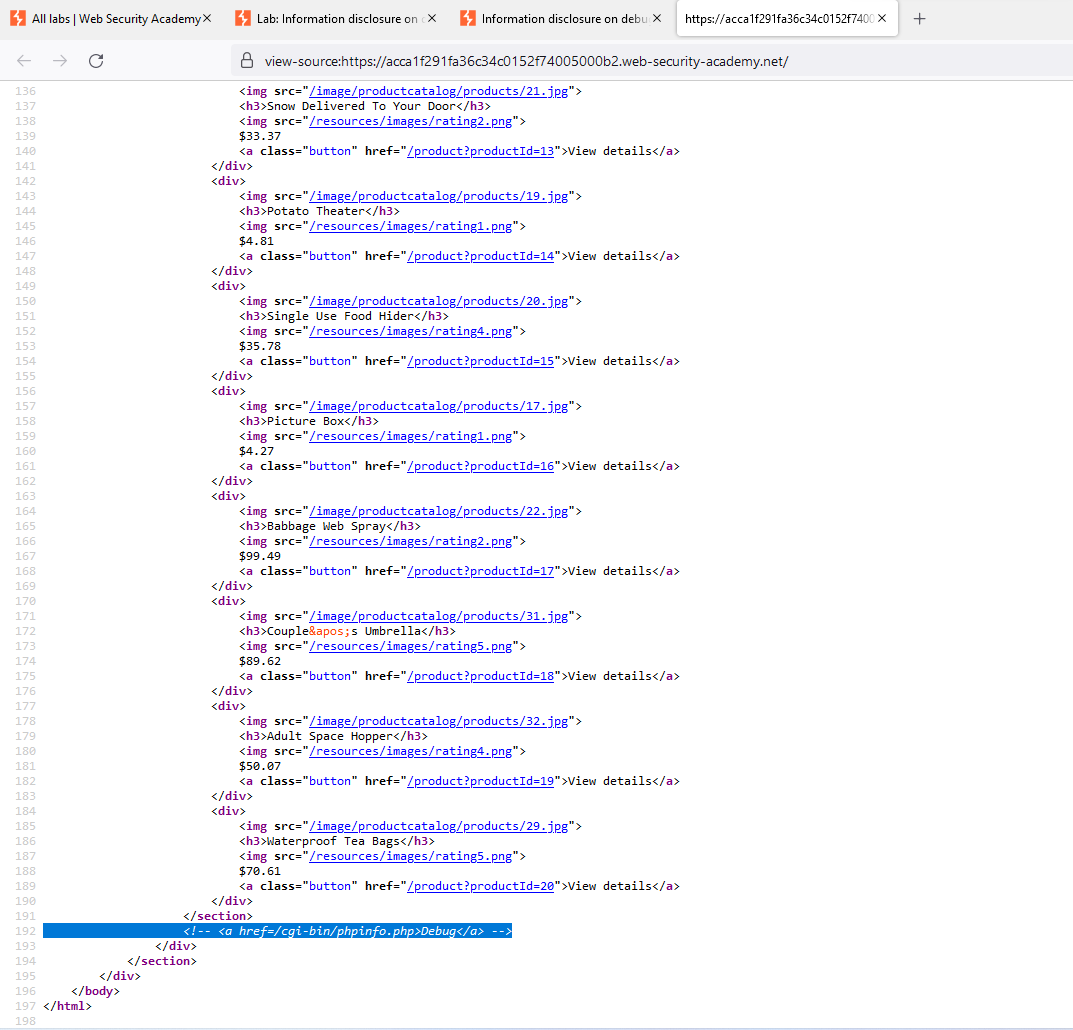 All labs | Web Security Academy
Lab: Information disclosure on
Information disclosure on debu
https://acca1f291fa36c34c0152f7400
view-source:https://acca1f291fa36c34c0152f74005000b2.web-security-academy.net/
136 <img src="/image/productcatalog/products/21.jpg">
137 <h3>Snow Delivered To Your Door</h3>
138 <img src="/resources/images/rating2.png">
139 $33.37
140 <a class="button" href="/product?productId=13">View details</a>
141 </div>
142 <div>
143 <img src="/image/productcatalog/products/19.jpg">
144 <h3>Potato Theater</h3>
145 <img src="/resources/images/rating1.png">
146 $4.81
147 <a class="button" href="/product?productId=14">View details</a>
148 </div>
149 <div>
150 <img src="/image/productcatalog/products/20.jpg">
151 <h3>Single Use Food Hider</h3>
152 <img src="/resources/images/rating4.png">
153 $35.78
154 <a class="button" href="/product?productId=15">View details</a>
155 </div>
156 <div>
157 <img src="/image/productcatalog/products/17.jpg">
158 <h3>Picture Box</h3>
159 <img src="/resources/images/rating1.png">
160 $4.27
161 <a class="button" href="/product?productId=16">View details</a>
162 </div>
163 <div>
164 <img src="/image/productcatalog/products/22.jpg">
165 <h3>Babbage Web Spray</h3>
166 <img src="/resources/images/rating2.png">
167 $99.49
168 <a class="button" href="/product?productId=17">View details</a>
169 </div>
170 <div>
171 <img src="/image/productcatalog/products/31.jpg">
172 <h3>Couple&apos;s Umbrella</h3>
173 <img src="/resources/images/rating5.png">
174 $89.62
175 <a class="button" href="/product?productId=18">View details</a>
176 </div>
177 <div>
178 <img src="/image/productcatalog/products/32.jpg">
179 <h3>Adult Space Hopper</h3>
180 <img src="/resources/images/rating4.png">
181 $50.07
182 <a class="button" href="/product?productId=19">View details</a>
183 </div>
184 <div>
185 <img src="/image/productcatalog/products/29.jpg">
186 <h3>Waterproof Tea Bags</h3>
187 <img src="/resources/images/rating5.png">
188 $70.61
189 <a class="button" href="/product?productId=20">View details</a>
190 </div>
191 </section>
192 <!-- <a href=/cgi-bin/phpinfo.php>Debug</a> -->
193 </div>
194 </section>
195 </div>
196 </body>
197 </html>
198